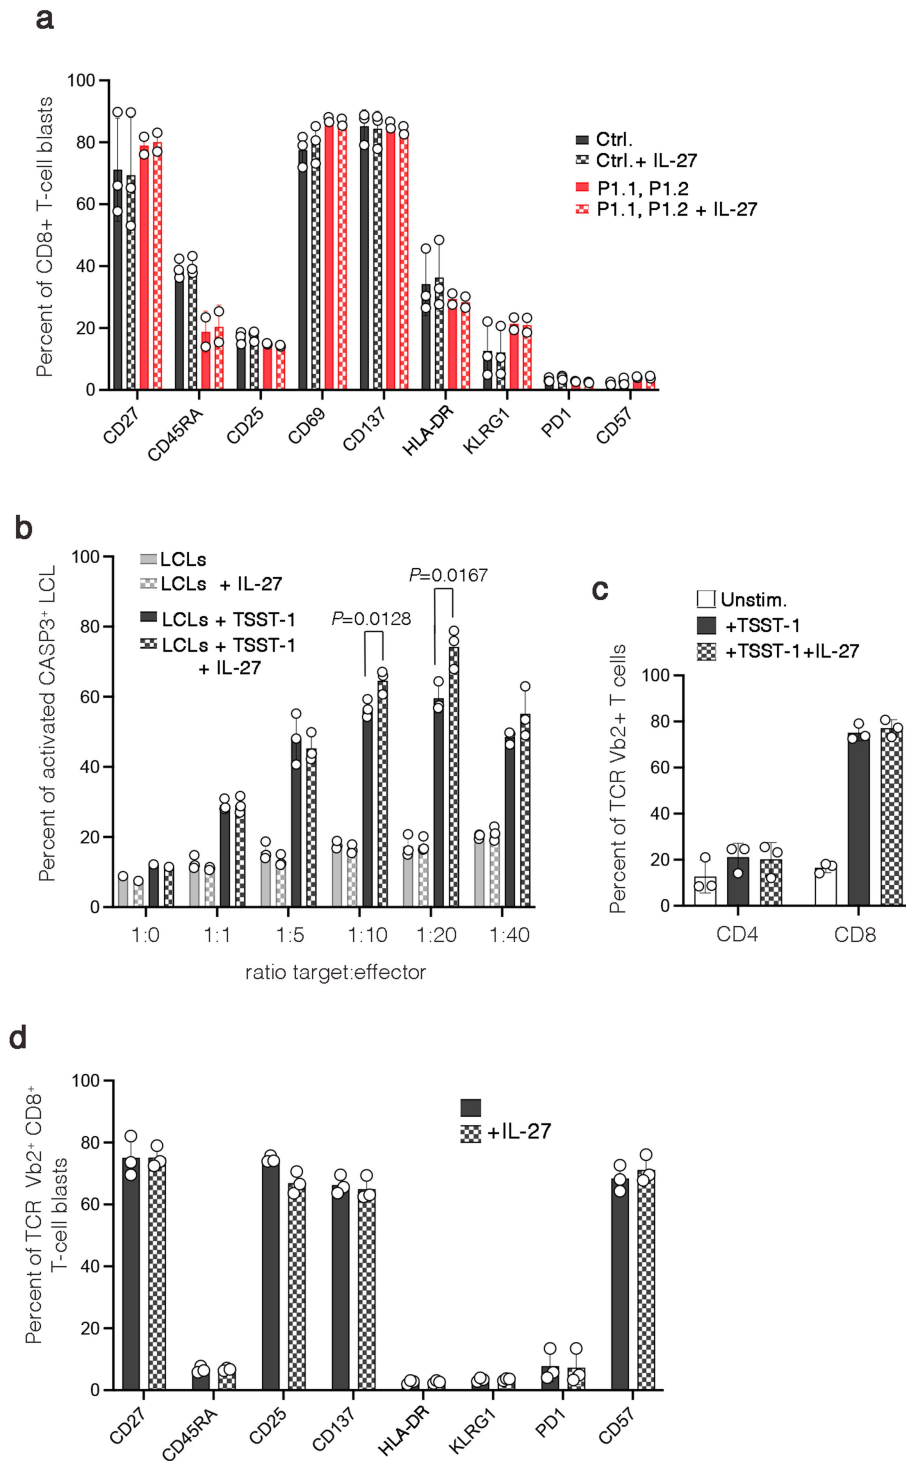 a
Percent of CD8+ T-cell blasts
100
80
60
40
20
0
CD27
CD45RA
CD25
CD69
CD137
HLA-DR
KLRG1
PD1
CD57
Ctrl.
Ctrl.+ IL-27
P1.1, P1.2
P1.1, P1.2 + IL-27
b
Percent of activated CASP3⁺ LCL
100
80
60
40
20
0
LCLs
LCLs + IL-27
LCLs + TSST-1
LCLs + TSST-1
+ IL-27
P=0.0128
P=0.0167
1:0
1:1
1:5
1:10
1:20
1:40
ratio target:effector
c
Unstim.
+TSST-1
+TSST-1+IL-27
Percent of TCR Vb2+ T cells
100
80
60
40
20
0
CD4
CD8
d
Percent of TCR Vb2⁺ CD8⁺
T-cell blasts
100
80
60
40
20
0
+IL-27
CD27
CD45RA
CD25
CD137
HLA-DR
KLRG1
PD1
CD57